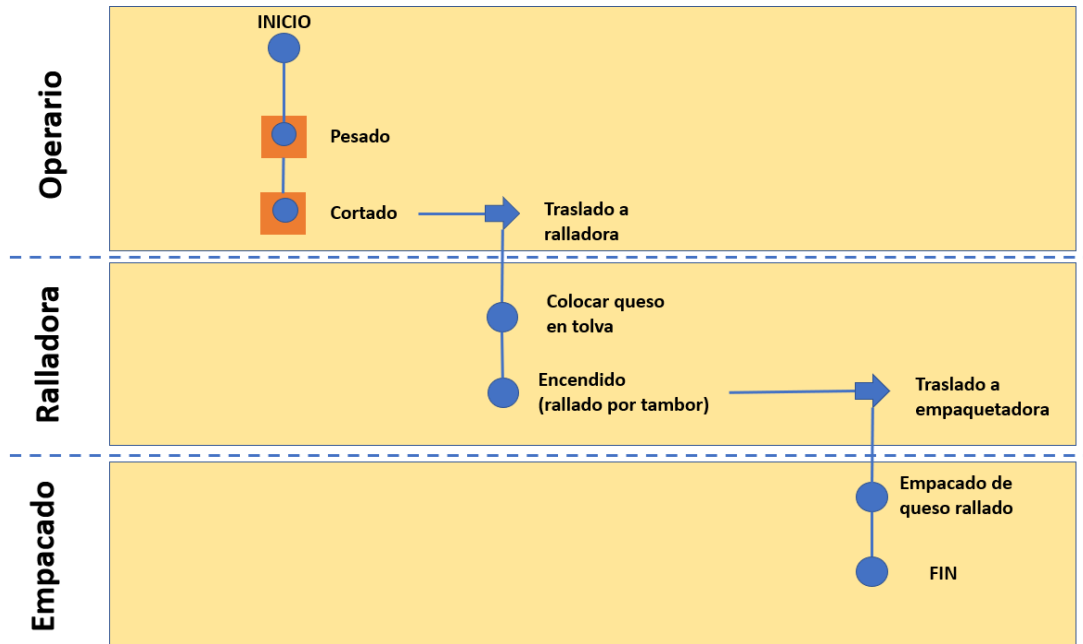 Operario
INICIO
Pesado
Cortado
Traslado a
ralladora
Ralladora
Colocar queso
en tolva
Encendido
(rallado por tambor)
Traslado a
empaquetadora
Empacado
Empacado de
queso rallado
FIN